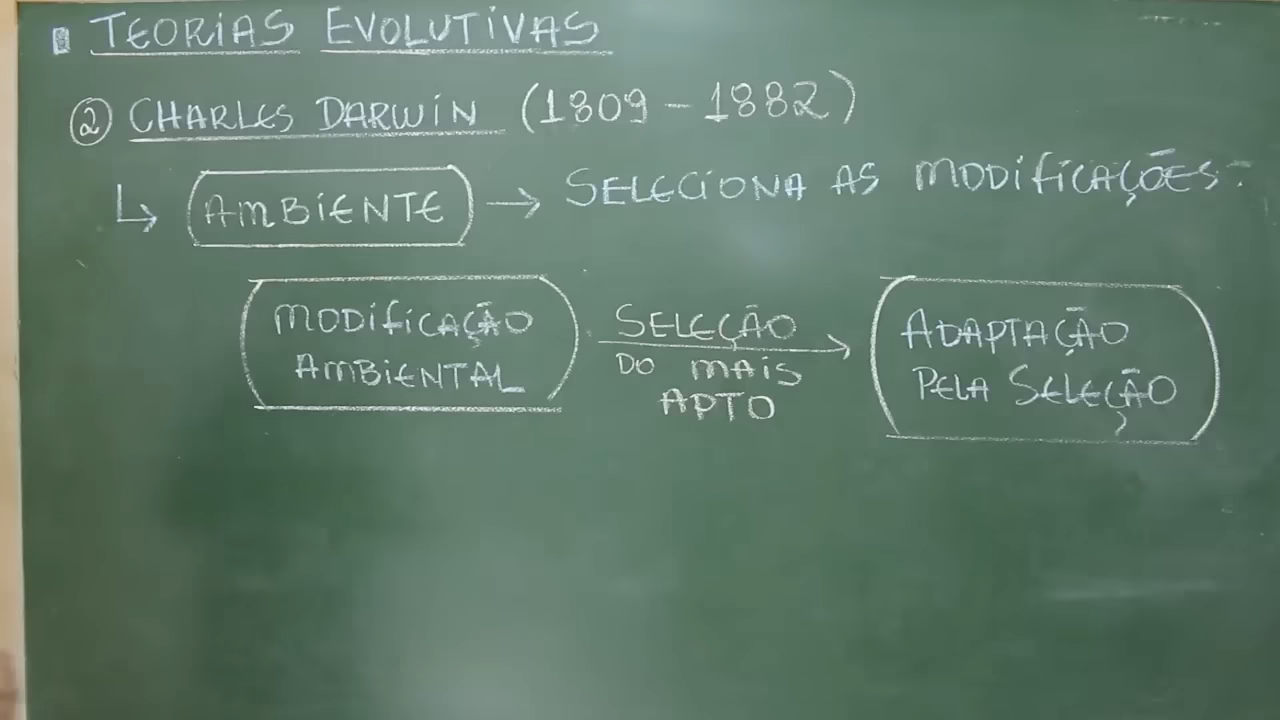 TEORIAS EVOLUTIVAS
② CHARLES DARWIN (1809 – 1882)
↳ AMBIENTE → SELECIONA AS MODIFICAÇÕES.
MODIFICAÇÃO
AMBIENTAL
SELEÇÃO
DO MAIS
APTO
ADAPTAÇÃO
PELA SELEÇÃO